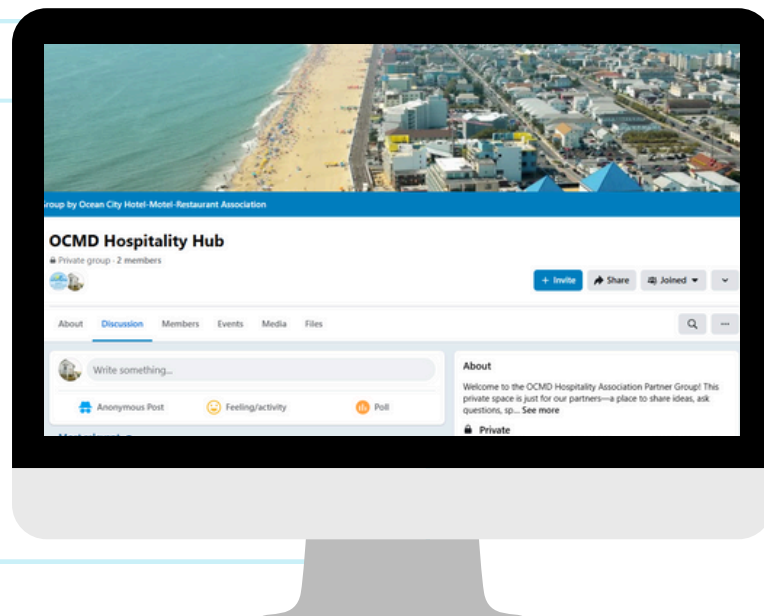 Group by Ocean City Hotel-Motel-Restaurant Association
OCMD Hospitality Hub
Private group · 2 members
+ Invite
Share
Joined
About
Discussion
Members
Events
Media
Files
Write something...
Anonymous Post
Feeling/activity
Poll
About
Welcome to the OCMD Hospitality Association Partner Group! This
private space is just for our partners—a place to share ideas, ask
questions, sp... See more
Private